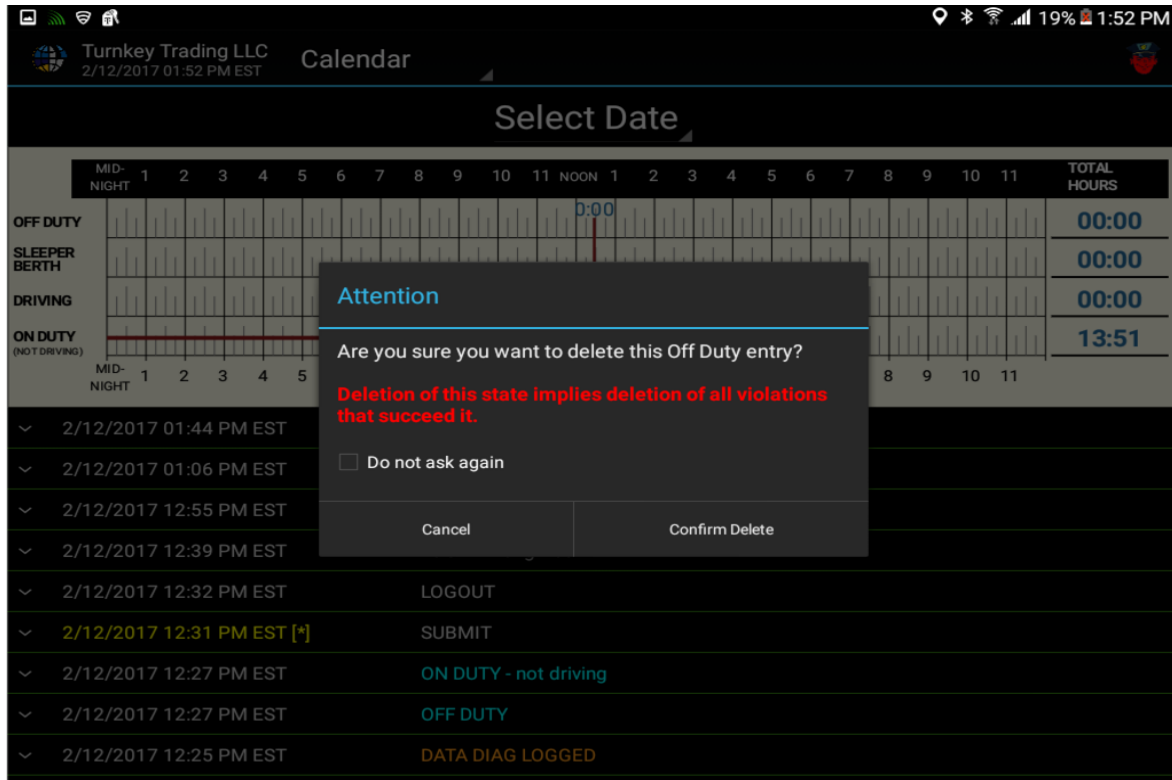 19% 1:52 PM
Turnkey Trading LLC
2/12/2017 01:52 PM EST
Calendar
Select Date
MID-NIGHT 1 2 3 4 5 6 7 8 9 10 11 NOON 1 2 3 4 5 6 7 8 9 10 11 TOTAL HOURS
0:00
OFF DUTY 00:00
SLEEPER BERTH 00:00
DRIVING 00:00
ON DUTY (NOT DRIVING) 13:51
MID-NIGHT 1 2 3 4 5 8 9 10 11
Attention
Are you sure you want to delete this Off Duty entry?
Deletion of this state implies deletion of all violations
that succeed it.
Do not ask again
Cancel Confirm Delete
2/12/2017 01:44 PM EST
2/12/2017 01:06 PM EST
2/12/2017 12:55 PM EST
2/12/2017 12:39 PM EST
2/12/2017 12:32 PM EST LOGOUT
2/12/2017 12:31 PM EST [*] SUBMIT
2/12/2017 12:27 PM EST ON DUTY - not driving
2/12/2017 12:27 PM EST OFF DUTY
2/12/2017 12:25 PM EST DATA DIAG LOGGED